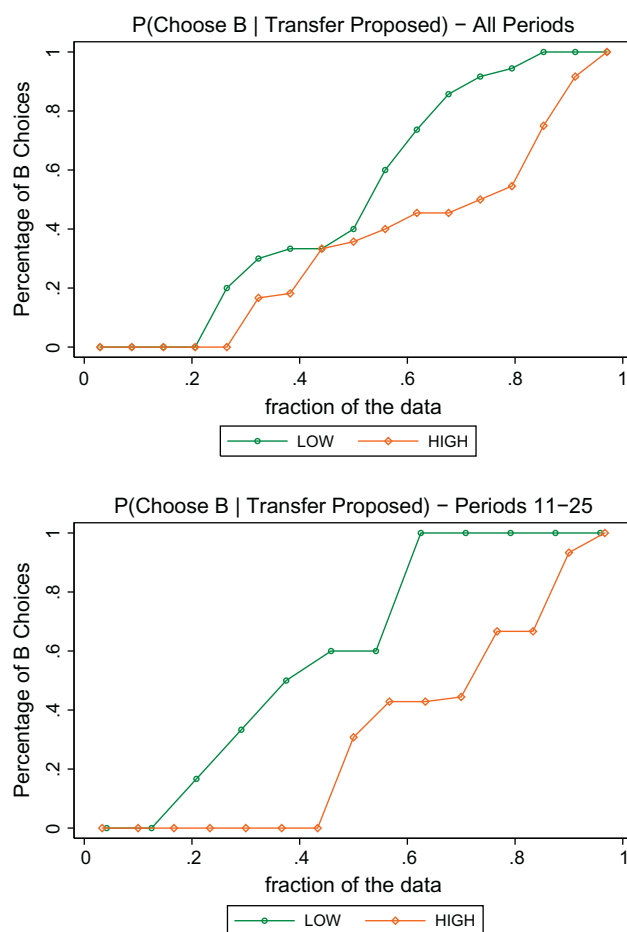 P(Choose B | Transfer Proposed) − All Periods
Percentage of B Choices
0 .2 .4 .6 .8 1
0 .2 .4 .6 .8 1
fraction of the data
LOW HIGH
P(Choose B | Transfer Proposed) − Periods 11−25
Percentage of B Choices
0 .2 .4 .6 .8 1
0 .2 .4 .6 .8 1
fraction of the data
LOW HIGH